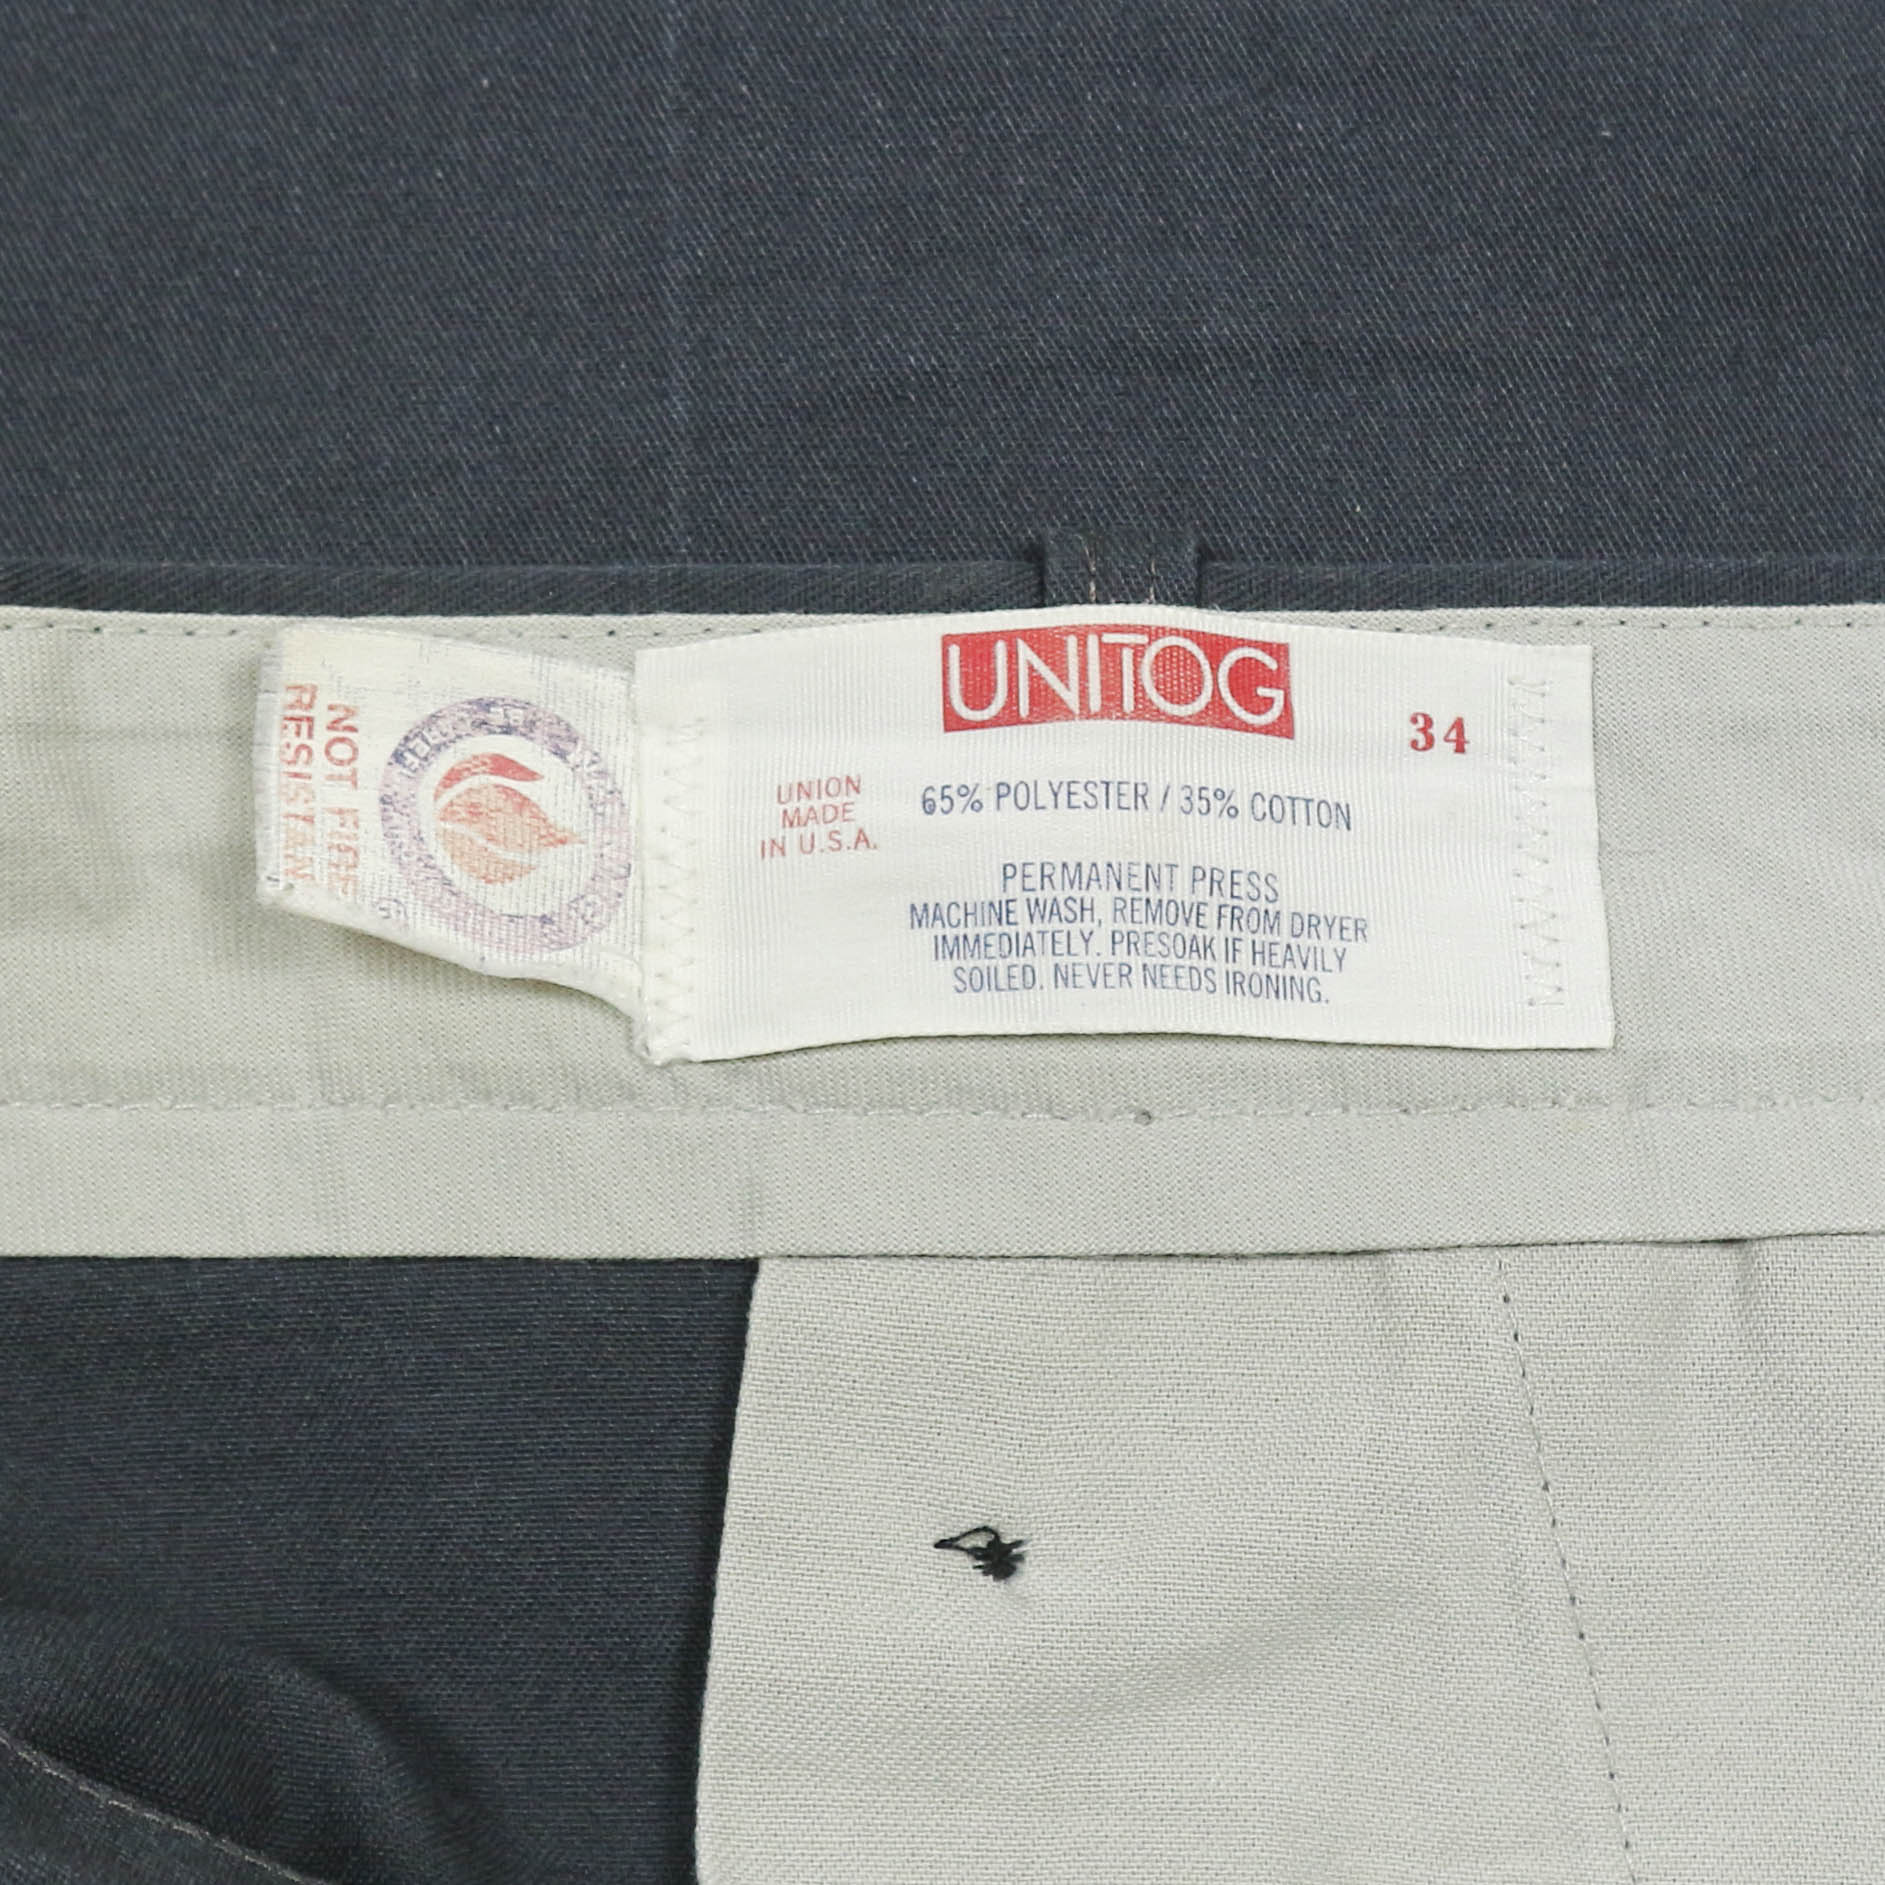 UNITOG
34
UNION
MADE
IN U.S.A.
65% POLYESTER / 35% COTTON
PERMANENT PRESS
MACHINE WASH, REMOVE FROM DRYER
IMMEDIATELY. PRESOAK IF HEAVILY
SOILED. NEVER NEEDS IRONING.
NOT FIRE
RESISTAN